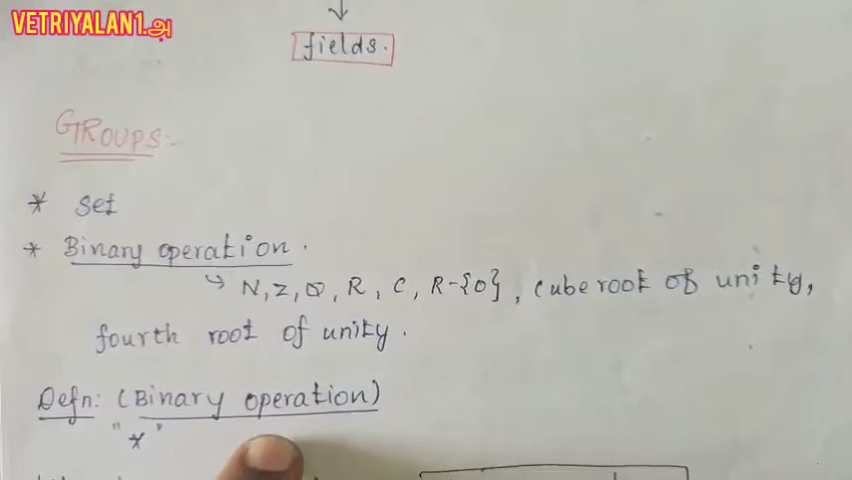 VETRIYALAN1.அ
fields.
GROUPS:-
* Set
* Binary operation.
↳ N, Z, Q, R, C, R-{0}, Cube root of unity,
fourth root of unity.
Defn: (Binary operation)
"*"